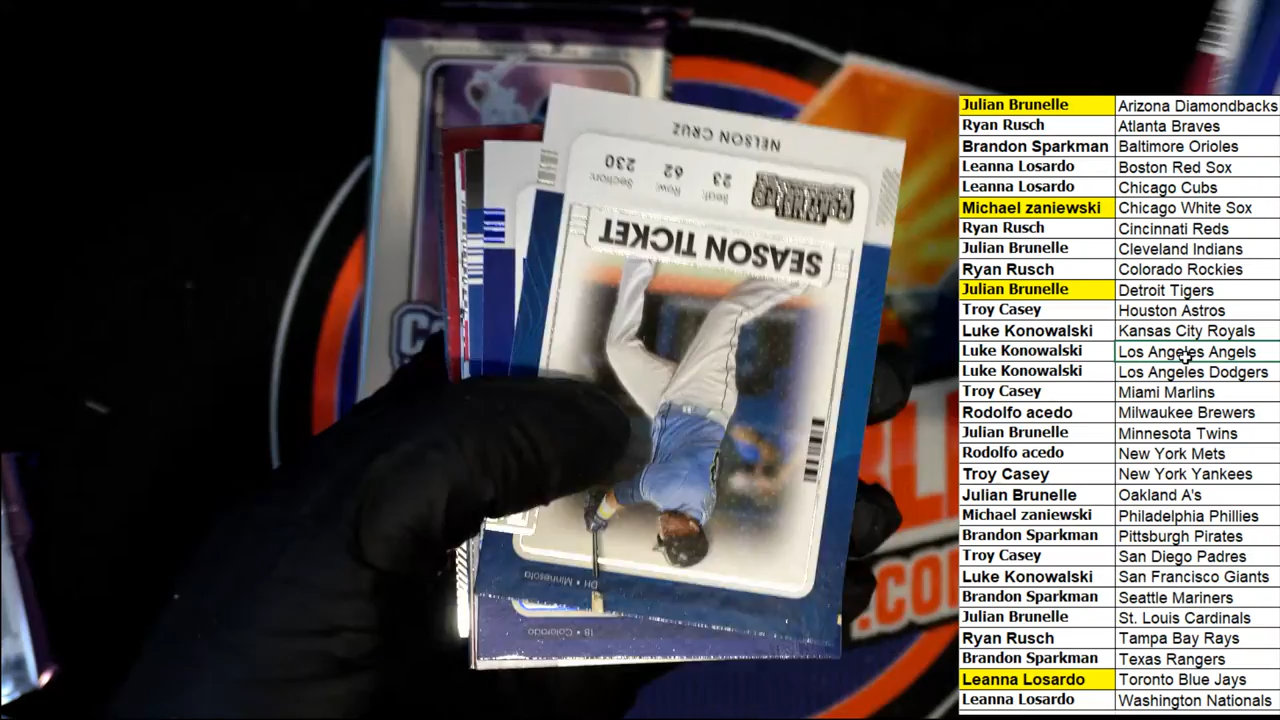 NELSON CRUZ
Section: Row: Seat:
230 62 23
CONTENDERS
SEASON TICKET
DH • Minnesota
1B • Colorado
.CO
Julian Brunelle Arizona Diamondbacks
Ryan Rusch Atlanta Braves
Brandon Sparkman Baltimore Orioles
Leanna Losardo Boston Red Sox
Leanna Losardo Chicago Cubs
Michael zaniewski Chicago White Sox
Ryan Rusch Cincinnati Reds
Julian Brunelle Cleveland Indians
Ryan Rusch Colorado Rockies
Julian Brunelle Detroit Tigers
Troy Casey Houston Astros
Luke Konowalski Kansas City Royals
Luke Konowalski Los Angeles Angels
Luke Konowalski Los Angeles Dodgers
Troy Casey Miami Marlins
Rodolfo acedo Milwaukee Brewers
Julian Brunelle Minnesota Twins
Rodolfo acedo New York Mets
Troy Casey New York Yankees
Julian Brunelle Oakland A's
Michael zaniewski Philadelphia Phillies
Brandon Sparkman Pittsburgh Pirates
Troy Casey San Diego Padres
Luke Konowalski San Francisco Giants
Brandon Sparkman Seattle Mariners
Julian Brunelle St. Louis Cardinals
Ryan Rusch Tampa Bay Rays
Brandon Sparkman Texas Rangers
Leanna Losardo Toronto Blue Jays
Leanna Losardo Washington Nationals